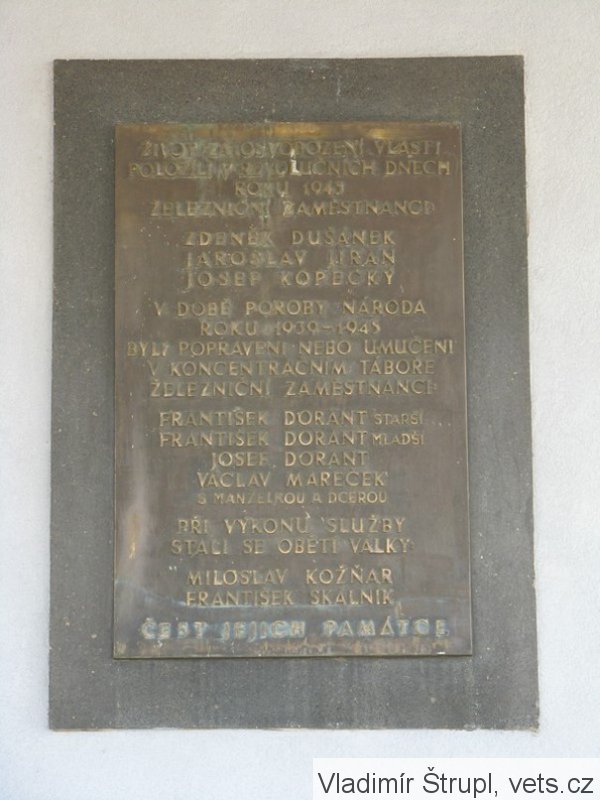 ŽIVOT ZA OSVOBOZENÍ VLASTI
POLOŽILI V REVOLUČNÍCH DNECH
ROKU 1945
ŽELEZNIČNÍ ZAMĚSTNANCI:
ZDENĚK DUŠÁNEK
JAROSLAV JÍRAN
JOSEF KOPECKÝ
V DOBĚ POROBY NÁRODA
ROKU 1939-1945
BYLI POPRAVENI NEBO UMUČENI
V KONCENTRAČNÍM TÁBOŘE
ŽELEZNIČNÍ ZAMĚSTNANCI:
FRANTIŠEK DORANT STARŠÍ
FRANTIŠEK DORANT MLADŠÍ
JOSEF DORANT
VÁCLAV MAREČEK
S MANŽELKOU A DCEROU
PŘI VÝKONU SLUŽBY
STALI SE OBĚTÍ VÁLKY:
MILOSLAV KOŽŇAR
FRANTIŠEK SKALNÍK
ČEST JEJICH PAMÁTCE
Vladimír Štrupl, vets.cz